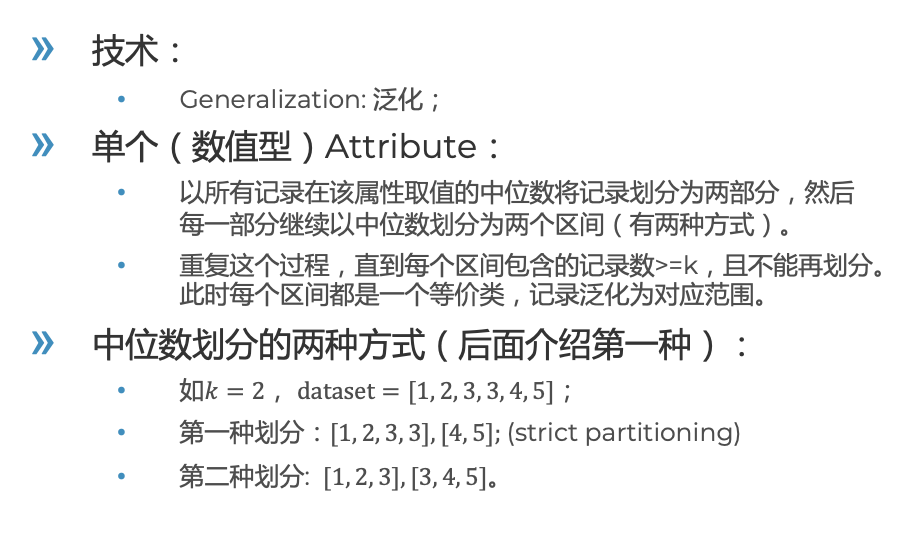 » 技术：
• Generalization: 泛化；
» 单个（数值型）Attribute：
• 以所有记录在该属性取值的中位数将记录划分为两部分，然后
每一部分继续以中位数划分为两个区间（有两种方式）。
• 重复这个过程，直到每个区间包含的记录数>=k，且不能再划分。
此时每个区间都是一个等价类，记录泛化为对应范围。
» 中位数划分的两种方式（后面介绍第一种）：
• 如k = 2， dataset = [1, 2, 3, 3, 4, 5]；
• 第一种划分：[1, 2, 3, 3], [4, 5]; (strict partitioning)
• 第二种划分: [1, 2, 3], [3, 4, 5]。